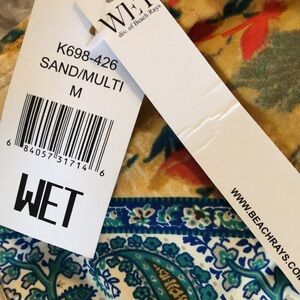 K698-426
SAND/MULTI
M
6 84057 31714 6
WET
WET
div. of Beach Rays
WWW.BEACHRAYS.COM